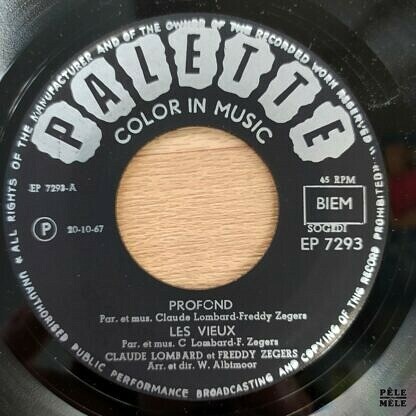 ALL RIGHTS OF THE MANUFACTURER AND OF THE OWNER OF THE RECORDED WORK RESERVED
PALETTE
COLOR IN MUSIC
EP 7293-A
45 RPM
BIEM
P
20-10-67
SOGEDI
EP 7293
PROFOND
Par. et mus. Claude Lombard-Freddy Zegers
LES VIEUX
Par. et mus. C Lombard-F. Zegers
CLAUDE LOMBARD et FREDDY ZEGERS
Arr. et dir. W. Albimoor
UNAUTHORISED PUBLIC PERFORMANCE BROADCASTING AND COPYING OF THIS RECORD PROHIBITED
PÊLE
MÊLE